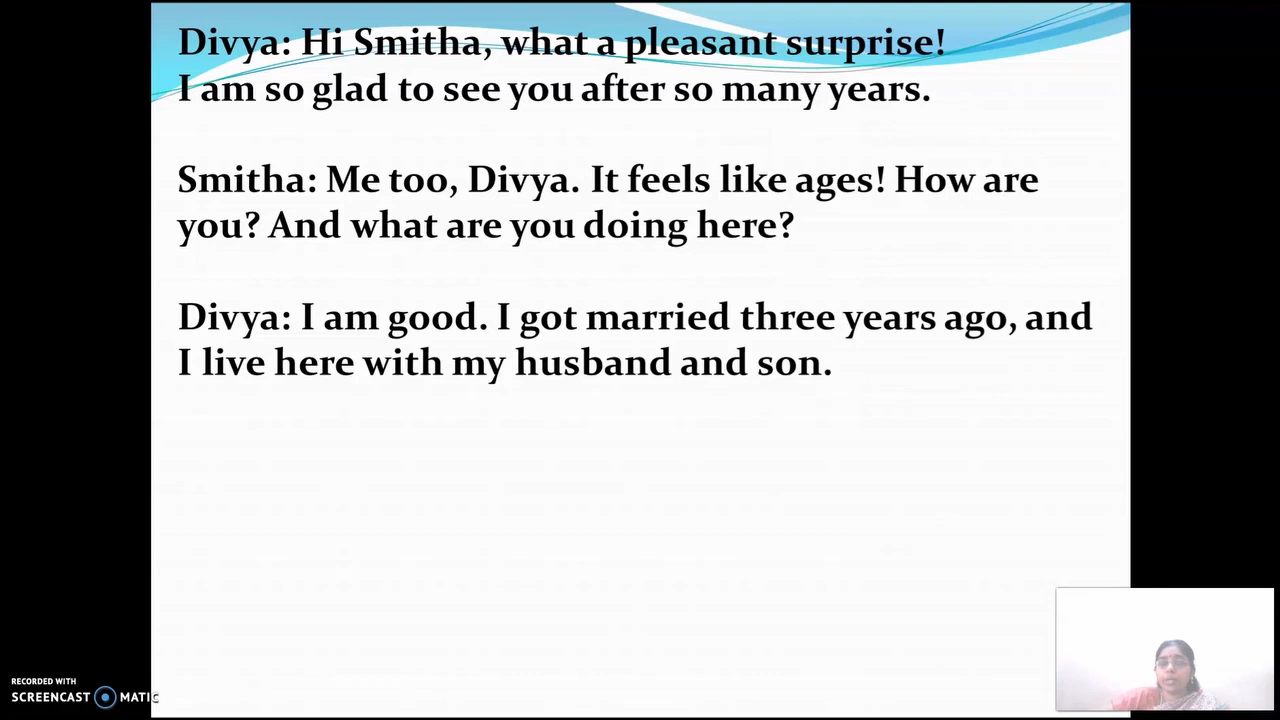 Divya: Hi Smitha, what a pleasant surprise!
I am so glad to see you after so many years.
Smitha: Me too, Divya. It feels like ages! How are
you? And what are you doing here?
Divya: I am good. I got married three years ago, and
I live here with my husband and son.
RECORDED WITH
SCREENCAST MATIC